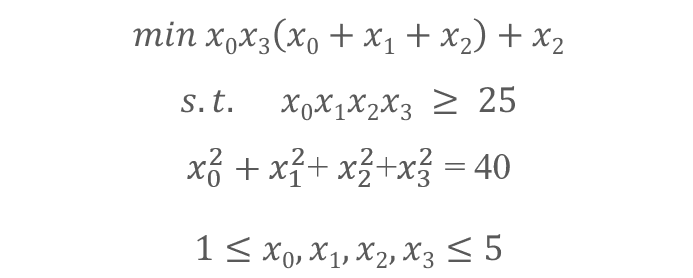 min x₀x₃(x₀ + x₁ + x₂) + x₂
s.t. x₀x₁x₂x₃ ≥ 25
x₀² + x₁² + x₂² + x₃² = 40
1 ≤ x₀, x₁, x₂, x₃ ≤ 5